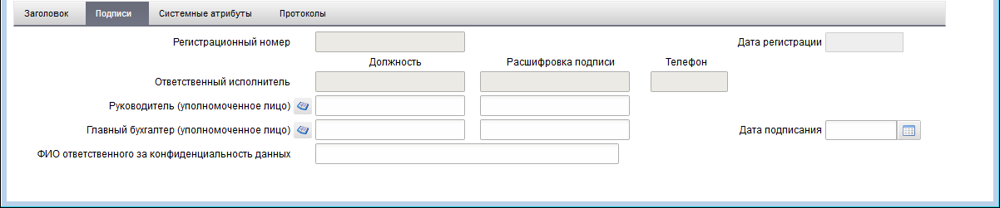 Заголовок Подписи Системные атрибуты Протоколы
Регистрационный номер Дата регистрации
Должность Расшифровка подписи Телефон
Ответственный исполнитель
Руководитель (уполномоченное лицо)
Главный бухгалтер (уполномоченное лицо) Дата подписания
ФИО ответственного за конфиденциальность данных